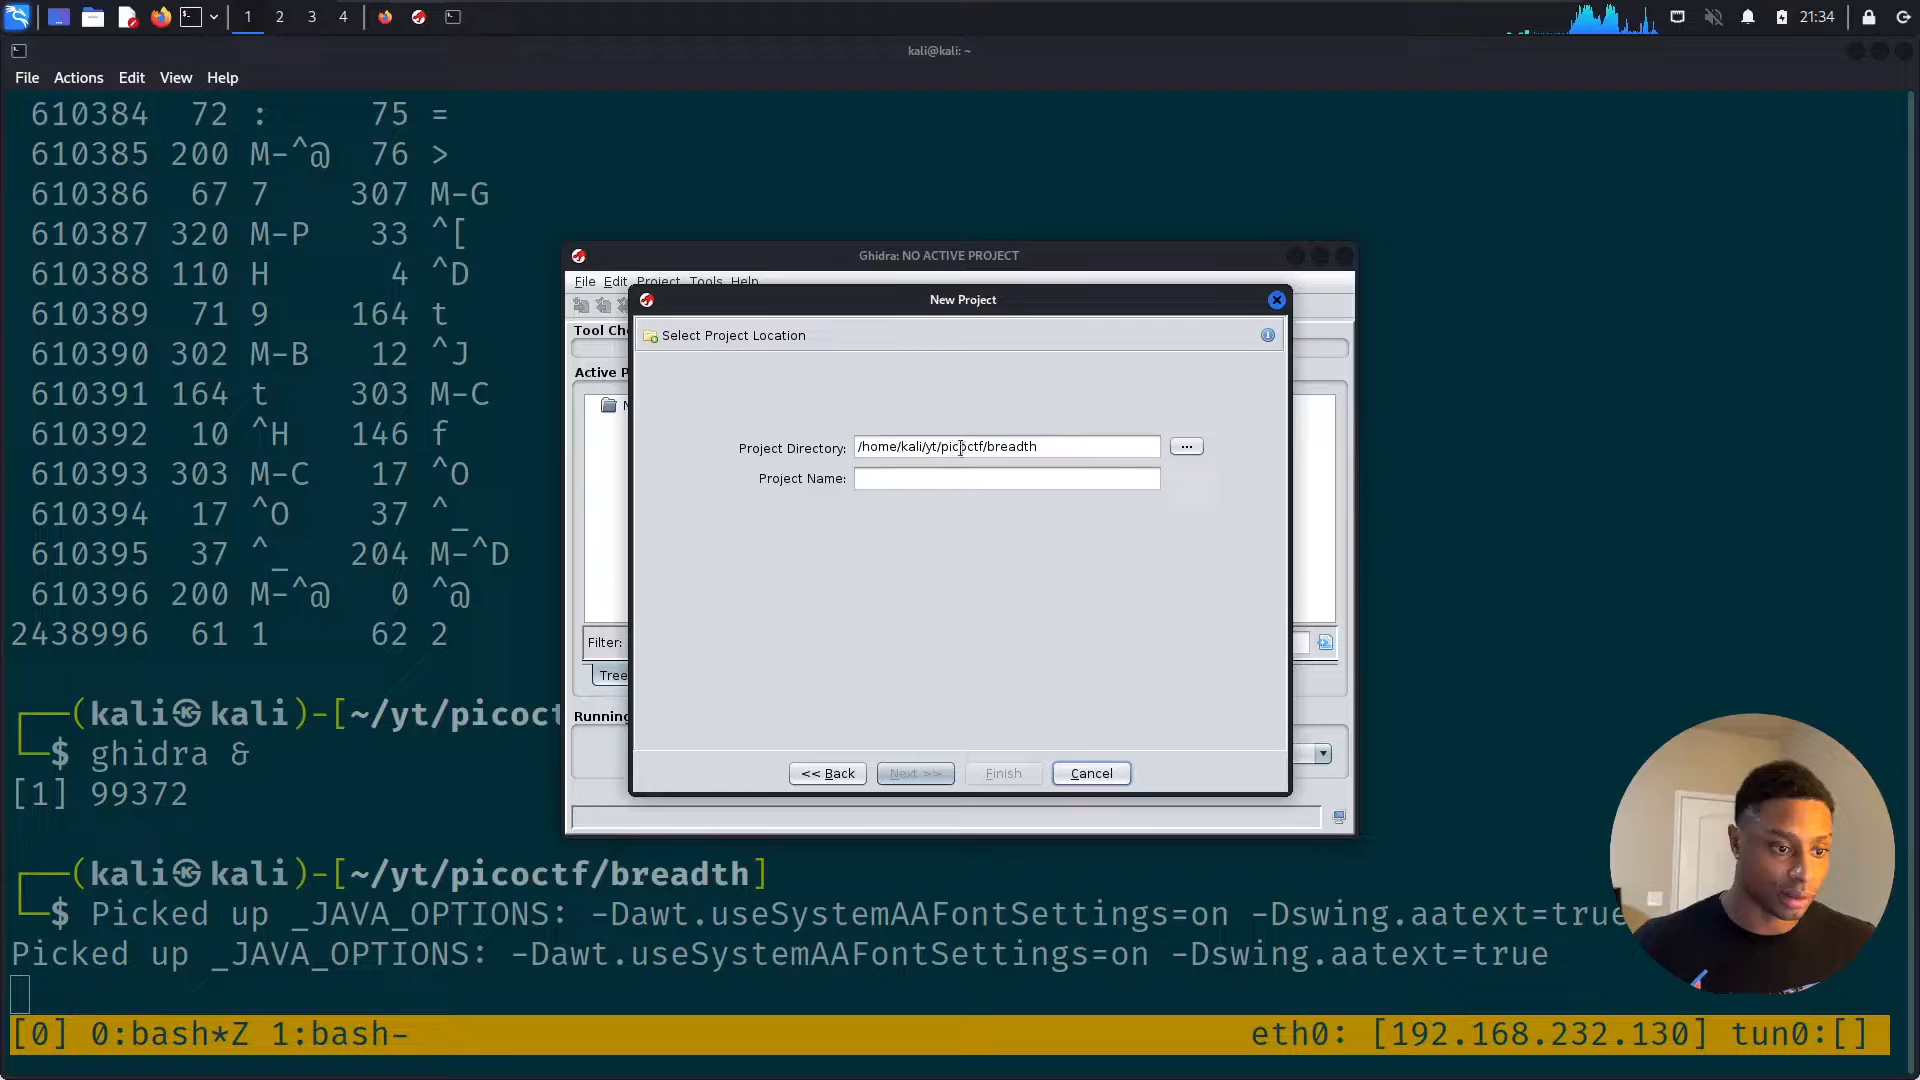 1 2 3 4
21:34
kali@kali: ~
File Actions Edit View Help
610384 72 : 75 =
610385 200 M-^@ 76 >
610386 67 7 307 M-G
610387 320 M-P 33 ^[
610388 110 H 4 ^D
610389 71 9 164 t
610390 302 M-B 12 ^J
610391 164 t 303 M-C
610392 10 ^H 146 f
610393 303 M-C 17 ^O
610394 17 ^O 37 ^_
610395 37 ^_ 204 M-^D
610396 200 M-^@ 0 ^@
2438996 61 1 62 2
┌──(kali㉿kali)-[~/yt/picoct
└─$ ghidra &
[1] 99372
┌──(kali㉿kali)-[~/yt/picoctf/breadth]
└─$ Picked up _JAVA_OPTIONS: -Dawt.useSystemAAFontSettings=on -Dswing.aatext=true
Picked up _JAVA_OPTIONS: -Dawt.useSystemAAFontSettings=on -Dswing.aatext=true
[0] 0:bash*Z 1:bash- eth0: [192.168.232.130] tun0:[]
Ghidra: NO ACTIVE PROJECT
File Edit Project Tools Help
Tool Ch
Active P
N
Filter:
Tree
Running
New Project
Select Project Location
Project Directory: /home/kali/yt/picoctf/breadth ...
Project Name:
<< Back Next >> Finish Cancel